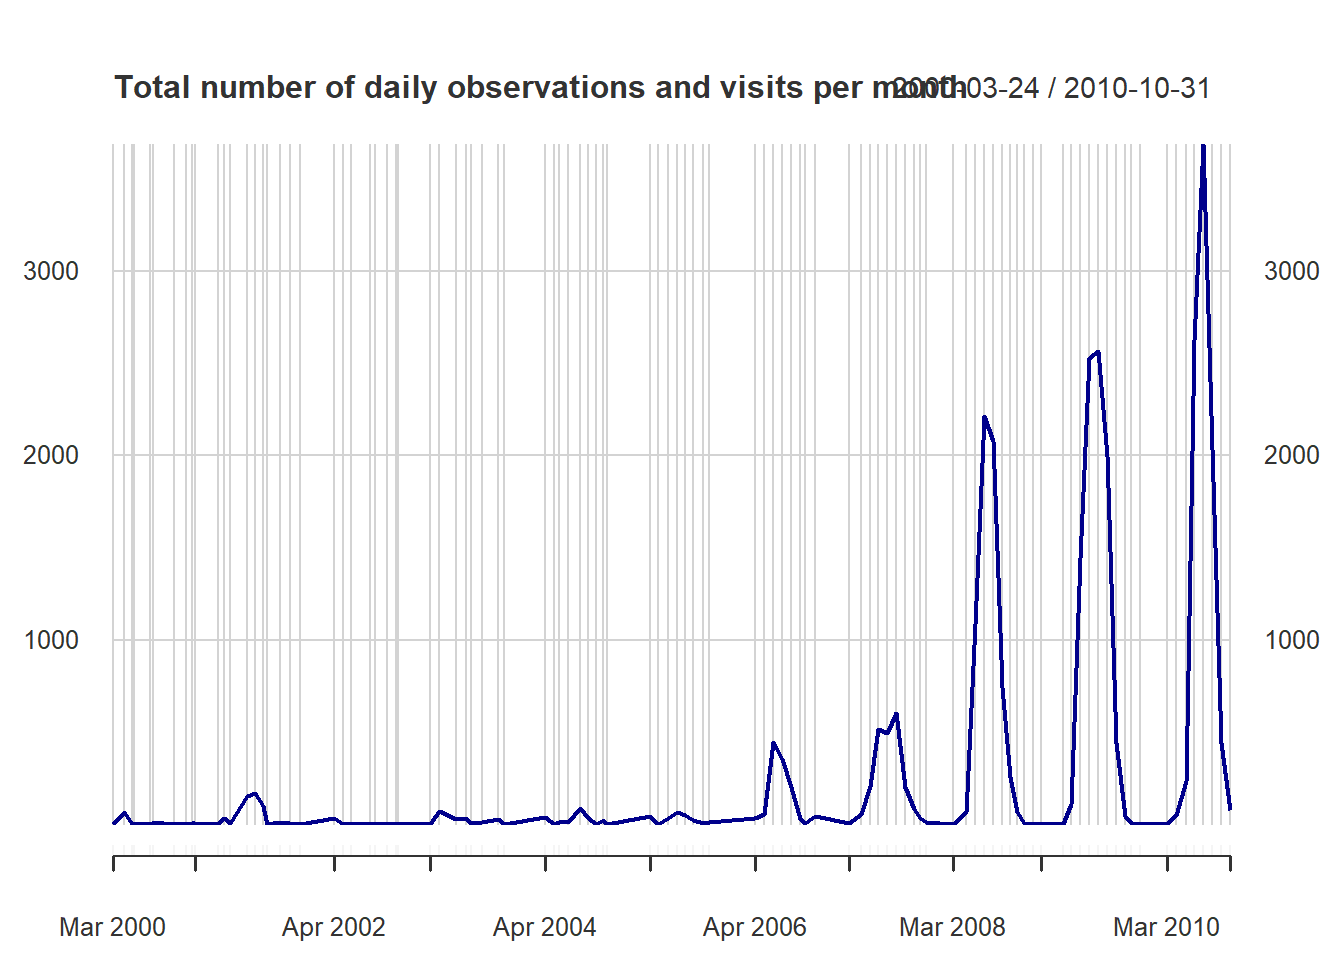 Total number of daily observations and visits per month 2000-03-24 / 2010-10-31
3000 3000
2000 2000
1000 1000
Mar 2000 Apr 2002 Apr 2004 Apr 2006 Mar 2008 Mar 2010